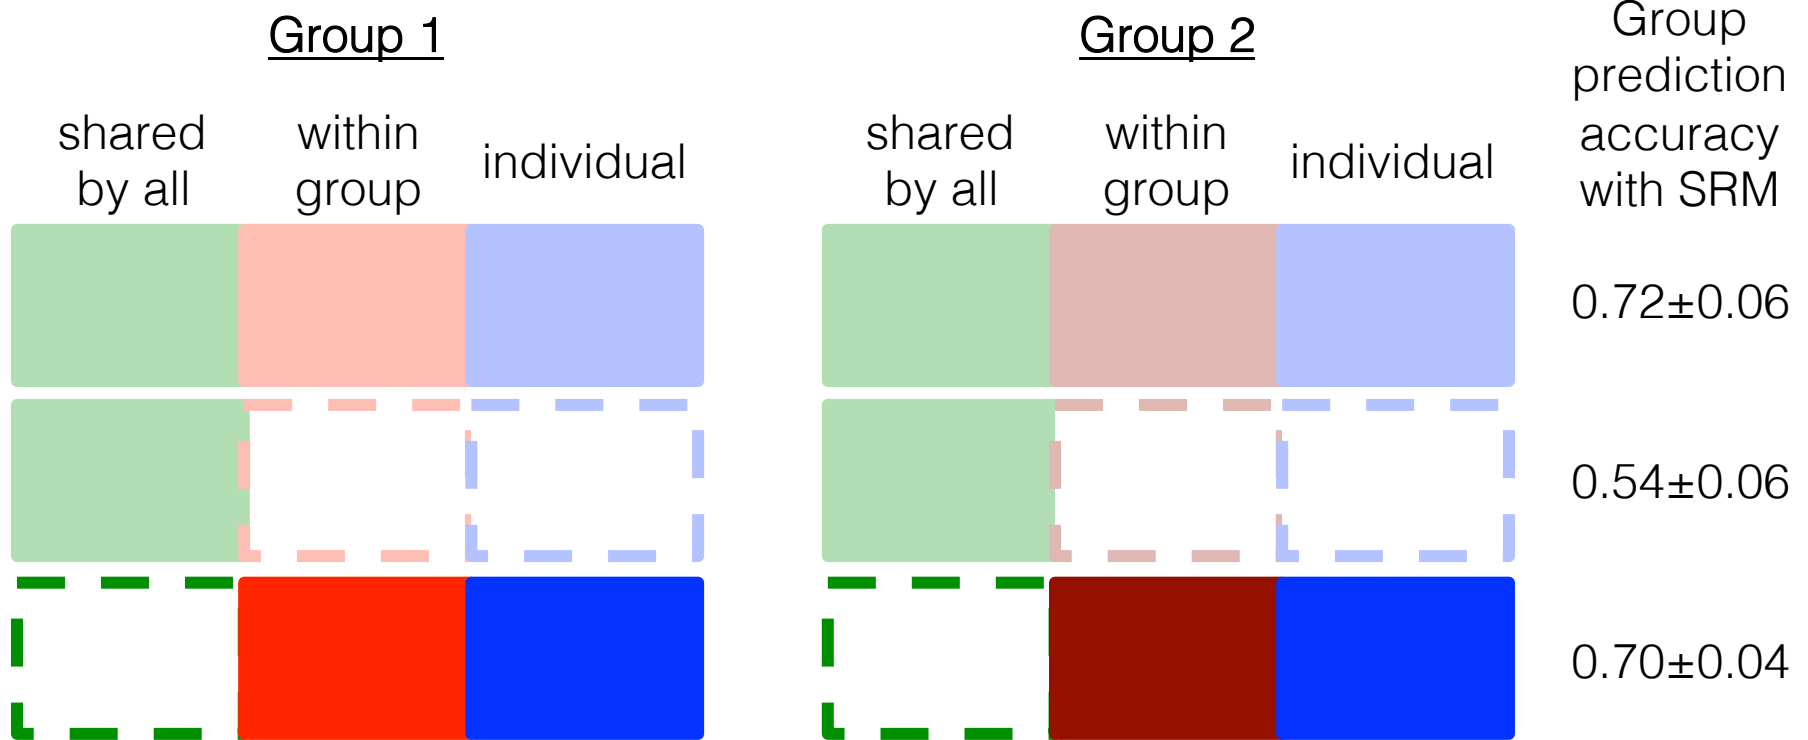 Group 1
shared
by all
within
group
individual
Group 2
shared
by all
within
group
individual
Group
prediction
accuracy
with SRM
0.72±0.06
0.54±0.06
0.70±0.04